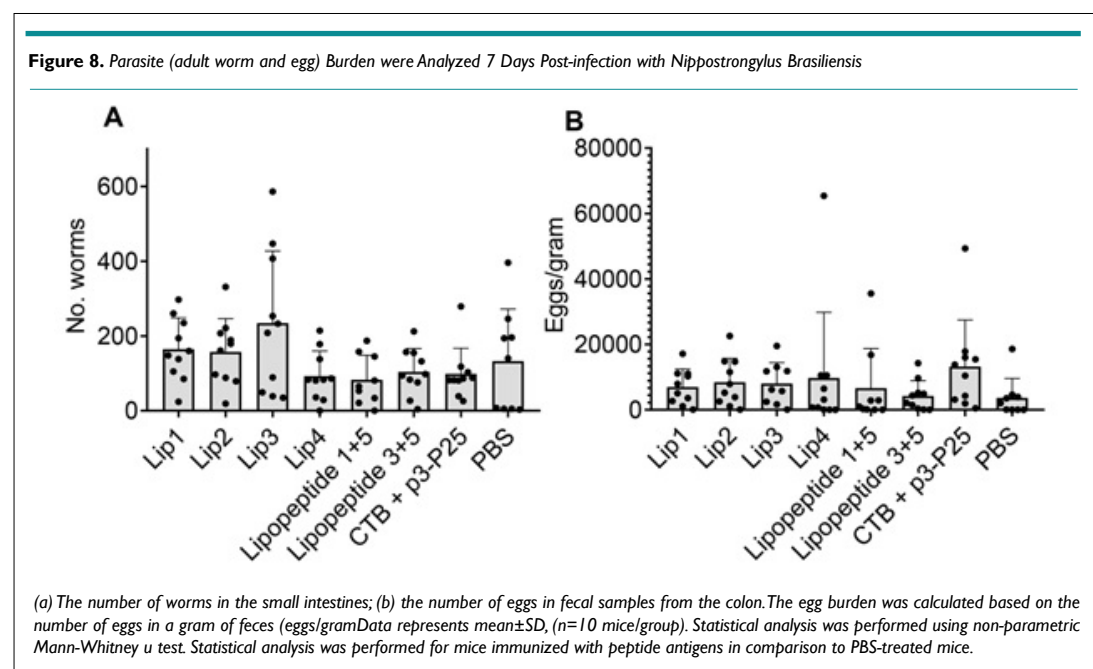 Figure 8. Parasite (adult worm and egg) Burden were Analyzed 7 Days Post-infection with Nippostrongylus Brasiliensis
A
No. worms
600
400
200
0
Lip1
Lip2
Lip3
Lip4
Lipopeptide 1+5
Lipopeptide 3+5
CTB + p3-P25
PBS
B
Eggs/gram
80000
60000
40000
20000
0
Lip1
Lip2
Lip3
Lip4
Lipopeptide 1+5
Lipopeptide 3+5
CTB + p3-P25
PBS
(a) The number of worms in the small intestines; (b) the number of eggs in fecal samples from the colon.The egg burden was calculated based on the
number of eggs in a gram of feces (eggs/gramData represents mean±SD, (n=10 mice/group). Statistical analysis was performed using non-parametric
Mann-Whitney u test. Statistical analysis was performed for mice immunized with peptide antigens in comparison to PBS-treated mice.